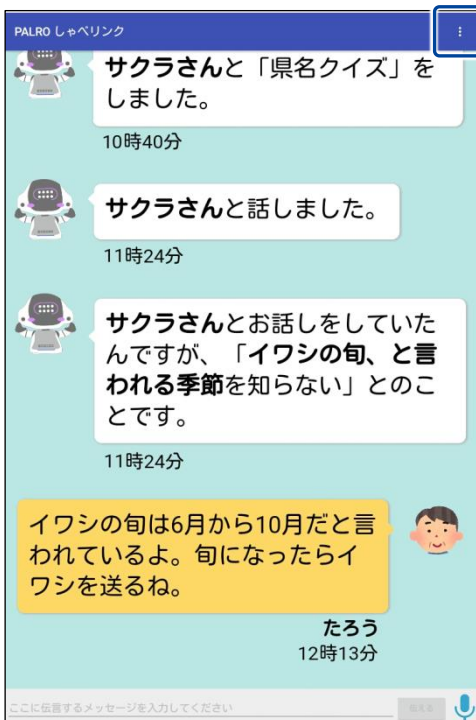 PALRO しゃべリンク
サクラさんと「県名クイズ」を
しました。
10時40分
サクラさんと話しました。
11時24分
サクラさんとお話しをしていた
んですが、「イワシの旬、と言
われる季節を知らない」とのこ
とです。
11時24分
イワシの旬は6月から10月だと言
われているよ。旬になったらイ
ワシを送るね。
たろう
12時13分
ここに伝言するメッセージを入力してください
伝える